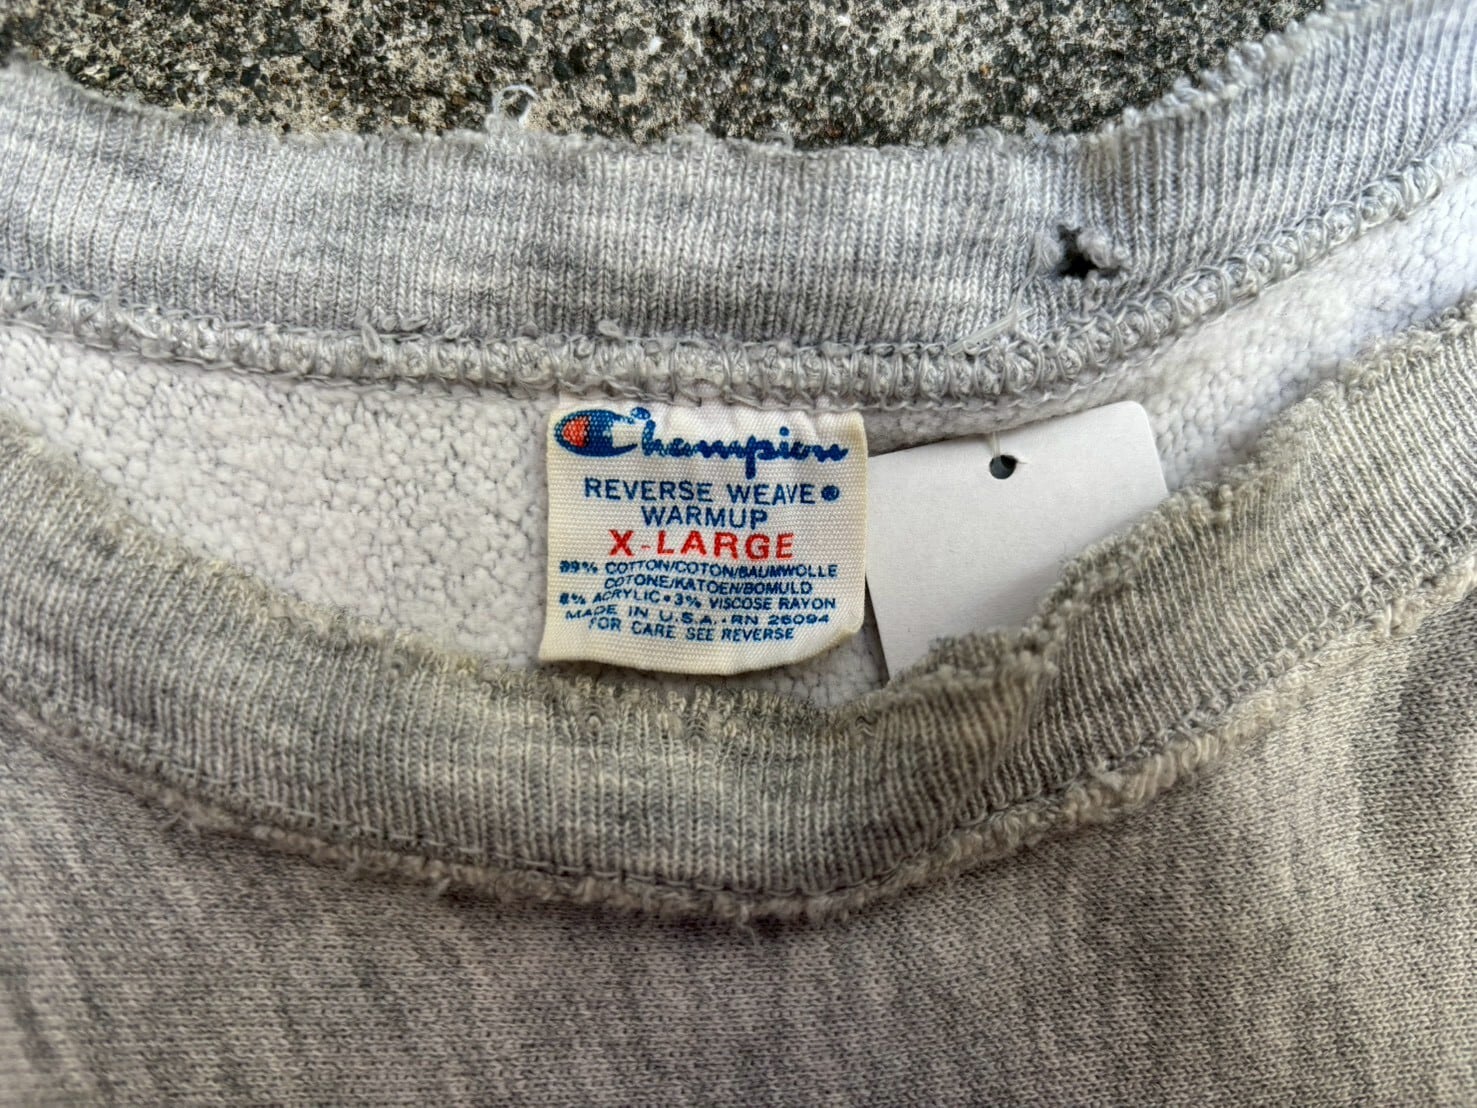 Champion
REVERSE WEAVE®
WARMUP
X-LARGE
89% COTTON/COTON/BAUMWOLLE
COTONE/KATOEN/BOMULD
8% ACRYLIC•3% VISCOSE RAYON
MADE IN U.S.A.·RN 26094
FOR CARE SEE REVERSE